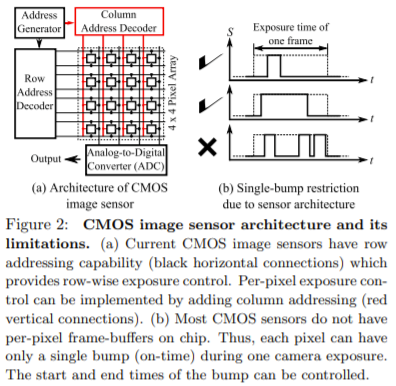 Address
Generator
Column
Address Decoder
Row
Address
Decoder
4 x 4 Pixel Array
Output
Analog-to-Digital
Converter (ADC)
(a) Architecture of CMOS
image sensor
S
Exposure time of
one frame
t
t
t
(b) Single-bump restriction
due to sensor architecture
Figure 2: CMOS image sensor architecture and its
limitations. (a) Current CMOS image sensors have row
addressing capability (black horizontal connections) which
provides row-wise exposure control. Per-pixel exposure con-
trol can be implemented by adding column addressing (red
vertical connections). (b) Most CMOS sensors do not have
per-pixel frame-buffers on chip. Thus, each pixel can have
only a single bump (on-time) during one camera exposure.
The start and end times of the bump can be controlled.